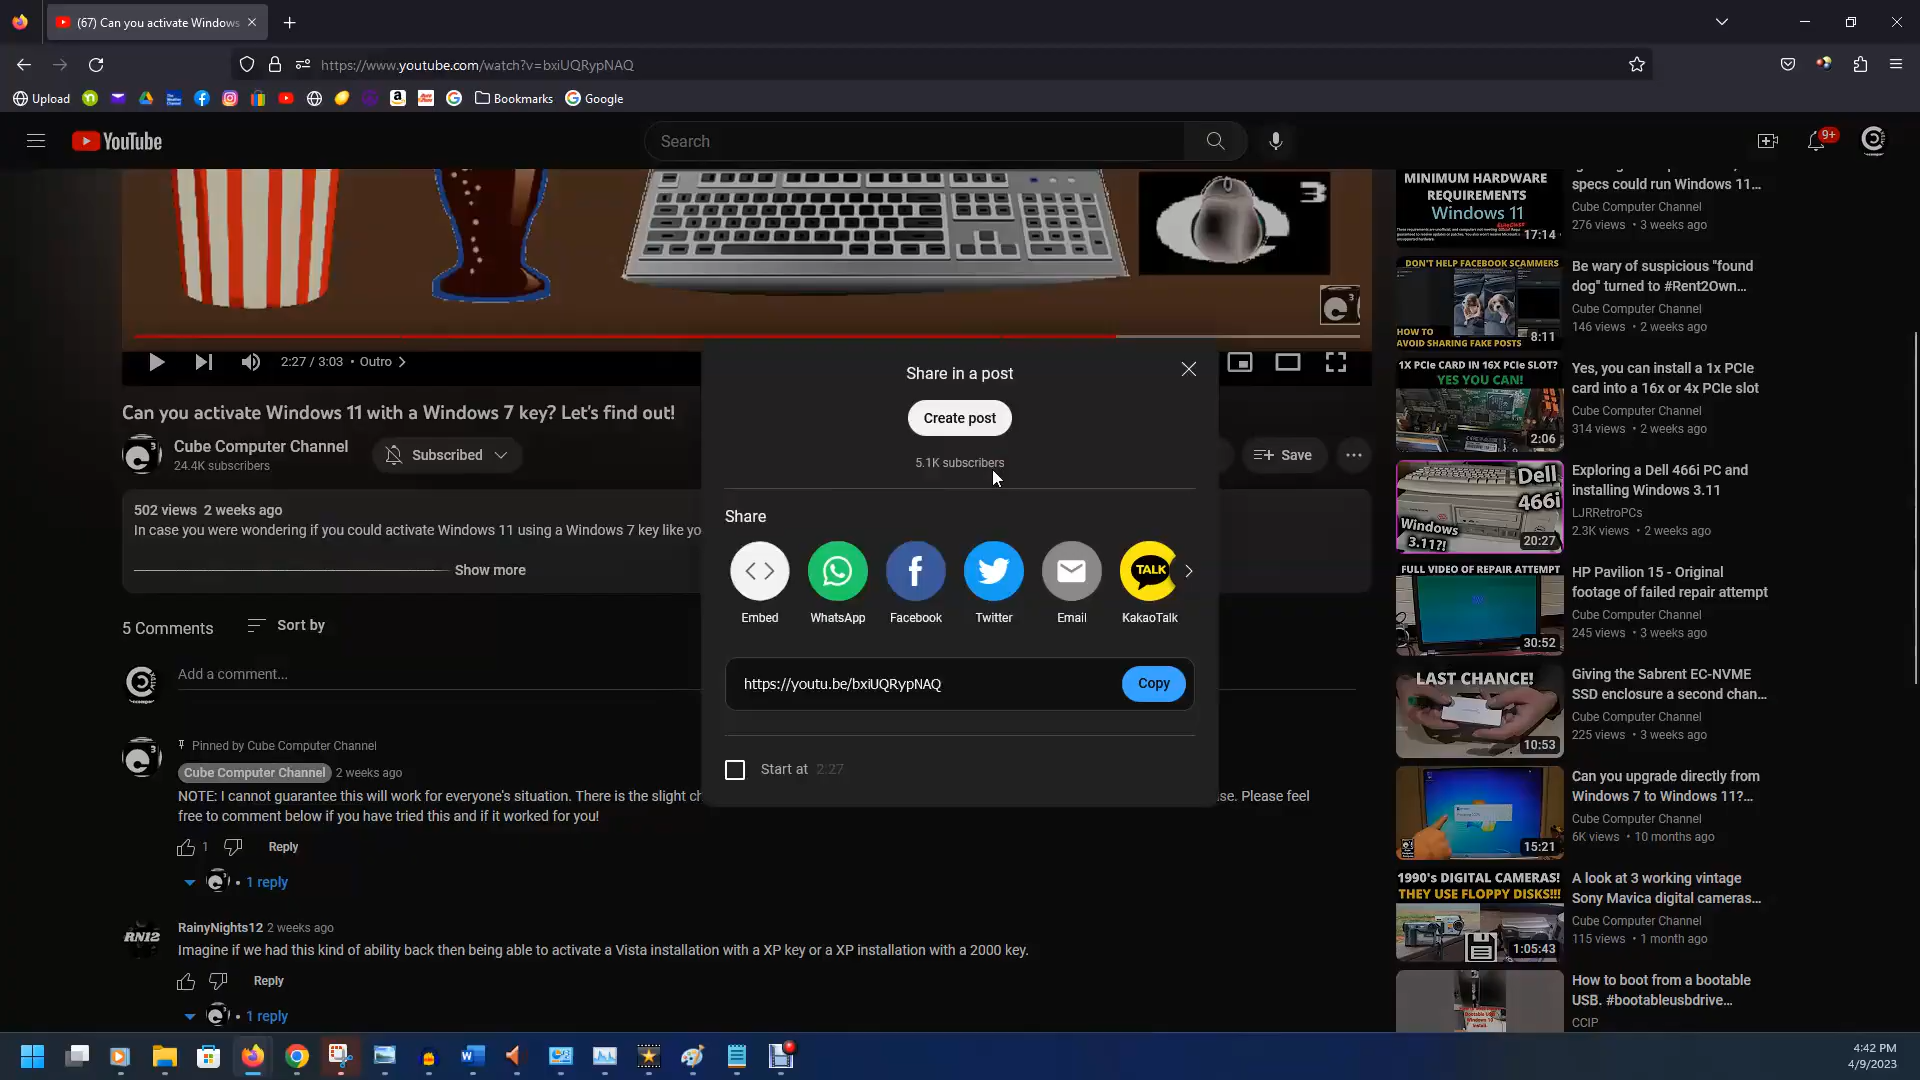 (67) Can you activate Windows
https://www.youtube.com/watch?v=bxiUQRypNAQ
Upload
Bookmarks
Google
YouTube
Search
9+
3
2:27 / 3:03 • Outro
Can you activate Windows 11 with a Windows 7 key? Let's find out!
Cube Computer Channel
24.4K subscribers
Subscribed
Save
502 views 2 weeks ago
In case you were wondering if you could activate Windows 11 using a Windows 7 key like yo
Show more
5 Comments
Sort by
Add a comment...
Pinned by Cube Computer Channel
Cube Computer Channel 2 weeks ago
NOTE: I cannot guarantee this will work for everyone's situation. There is the slight ch
se. Please feel
free to comment below if you have tried this and if it worked for you!
1
Reply
• 1 reply
RN12
RainyNights12 2 weeks ago
Imagine if we had this kind of ability back then being able to activate a Vista installation with a XP key or a XP installation with a 2000 key.
Reply
• 1 reply
Share in a post
Create post
5.1K subscribers
Share
TALK
Embed
WhatsApp
Facebook
Twitter
Email
KakaoTalk
https://youtu.be/bxiUQRypNAQ
Copy
Start at 2:27
MINIMUM HARDWARE
REQUIREMENTS
Windows 11
17:14
specs could run Windows 11...
Cube Computer Channel
276 views • 3 weeks ago
DON'T HELP FACEBOOK SCAMMERS
HOW TO
AVOID SHARING FAKE POSTS
8:11
Be wary of suspicious "found
dog" turned to #Rent2Own...
Cube Computer Channel
146 views • 2 weeks ago
1X PCIe CARD IN 16X PCIe SLOT?
YES YOU CAN!
2:06
Yes, you can install a 1x PCIe
card into a 16x or 4x PCIe slot
Cube Computer Channel
314 views • 2 weeks ago
Dell
466i
Windows
3.11?!
20:27
Exploring a Dell 466i PC and
installing Windows 3.11
LJRRetroPCs
2.3K views • 2 weeks ago
FULL VIDEO OF REPAIR ATTEMPT
30:52
HP Pavilion 15 - Original
footage of failed repair attempt
Cube Computer Channel
245 views • 3 weeks ago
LAST CHANCE!
10:53
Giving the Sabrent EC-NVME
SSD enclosure a second chan...
Cube Computer Channel
225 views • 3 weeks ago
15:21
Can you upgrade directly from
Windows 7 to Windows 11?...
Cube Computer Channel
6K views • 10 months ago
1990's DIGITAL CAMERAS!
THEY USE FLOPPY DISKS!!!
1:05:43
A look at 3 working vintage
Sony Mavica digital cameras...
Cube Computer Channel
115 views • 1 month ago
How to boot from a bootable
USB. #bootableusbdrive...
CCIP
4:42 PM
4/9/2023